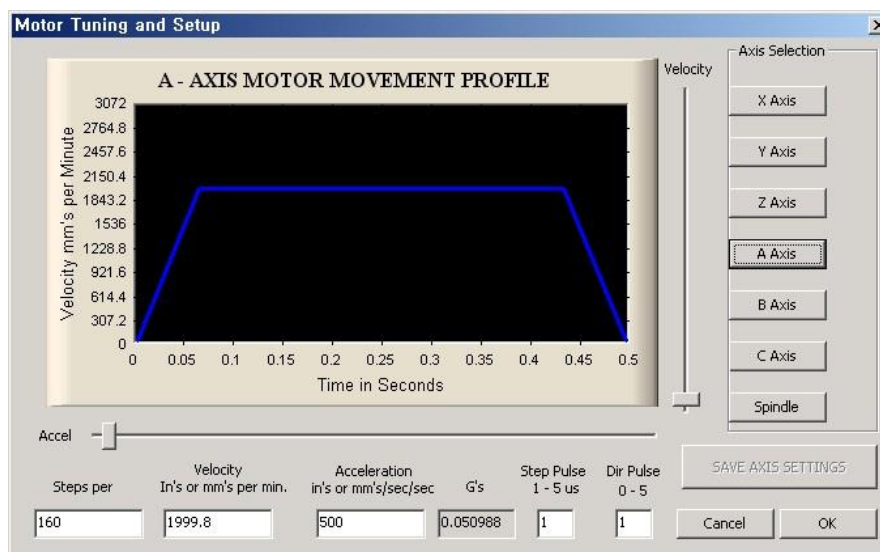 Motor Tuning and Setup
A - AXIS MOTOR MOVEMENT PROFILE
Velocity mm's per Minute
3072
2764.8
2457.6
2150.4
1843.2
1536
1228.8
921.6
614.4
307.2
0
0 0.05 0.1 0.15 0.2 0.25 0.3 0.35 0.4 0.45 0.5
Time in Seconds
Velocity
Axis Selection
X Axis
Y Axis
Z Axis
A Axis
B Axis
C Axis
Spindle
Accel
Steps per
160
Velocity
In's or mm's per min.
1999.8
Acceleration
in's or mm's/sec/sec
500
G's
0.050988
Step Pulse
1 - 5 us
1
Dir Pulse
0 - 5
1
SAVE AXIS SETTINGS
Cancel
OK